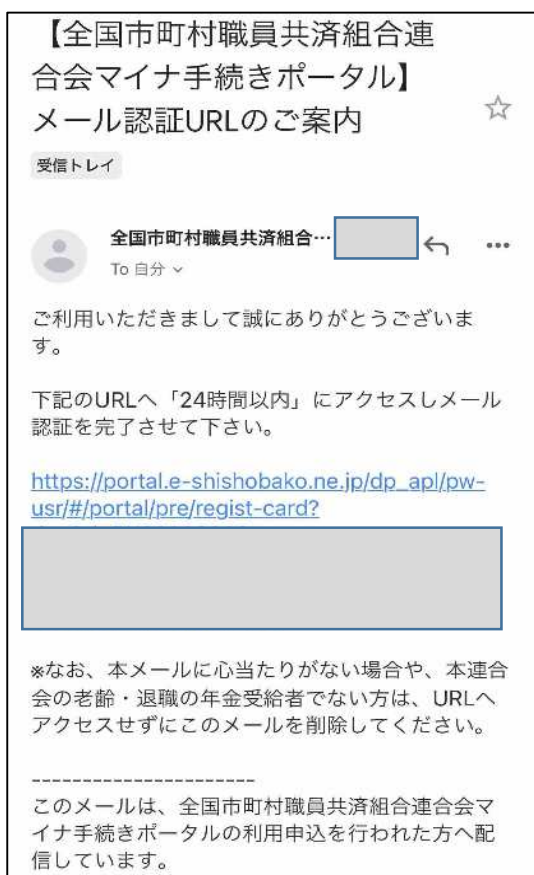 【全国市町村職員共済組合連
合会マイナ手続きポータル】
メール認証URLのご案内
受信トレイ
全国市町村職員共済組合…
To 自分
ご利用いただきまして誠にありがとうございま
す。
下記のURLへ「24時間以内」にアクセスしメール
認証を完了させて下さい。
https://portal.e-shishobako.ne.jp/dp_apl/pw-
usr/#/portal/pre/regist-card?
※なお、本メールに心当たりがない場合や、本連合
会の老齢・退職の年金受給者でない方は、URLへ
アクセスせずにこのメールを削除してください。
----------------------
このメールは、全国市町村職員共済組合連合会マ
イナ手続きポータルの利用申込を行われた方へ配
信しています。